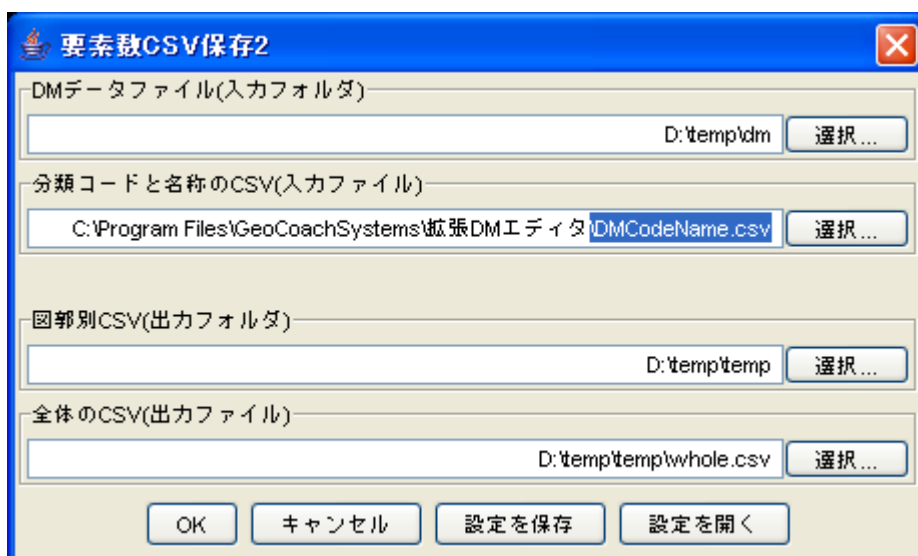 要素数CSV保存2
DMデータファイル(入力フォルダ)
D:\temp\dm 選択...
分類コードと名称のCSV(入力ファイル)
C:\Program Files\GeoCoachSystems\拡張DMエディタ\DMCodeName.csv 選択...
図郭別CSV(出力フォルダ)
D:\temp\temp 選択...
全体のCSV(出力ファイル)
D:\temp\temp\whole.csv 選択...
OK キャンセル 設定を保存 設定を開く